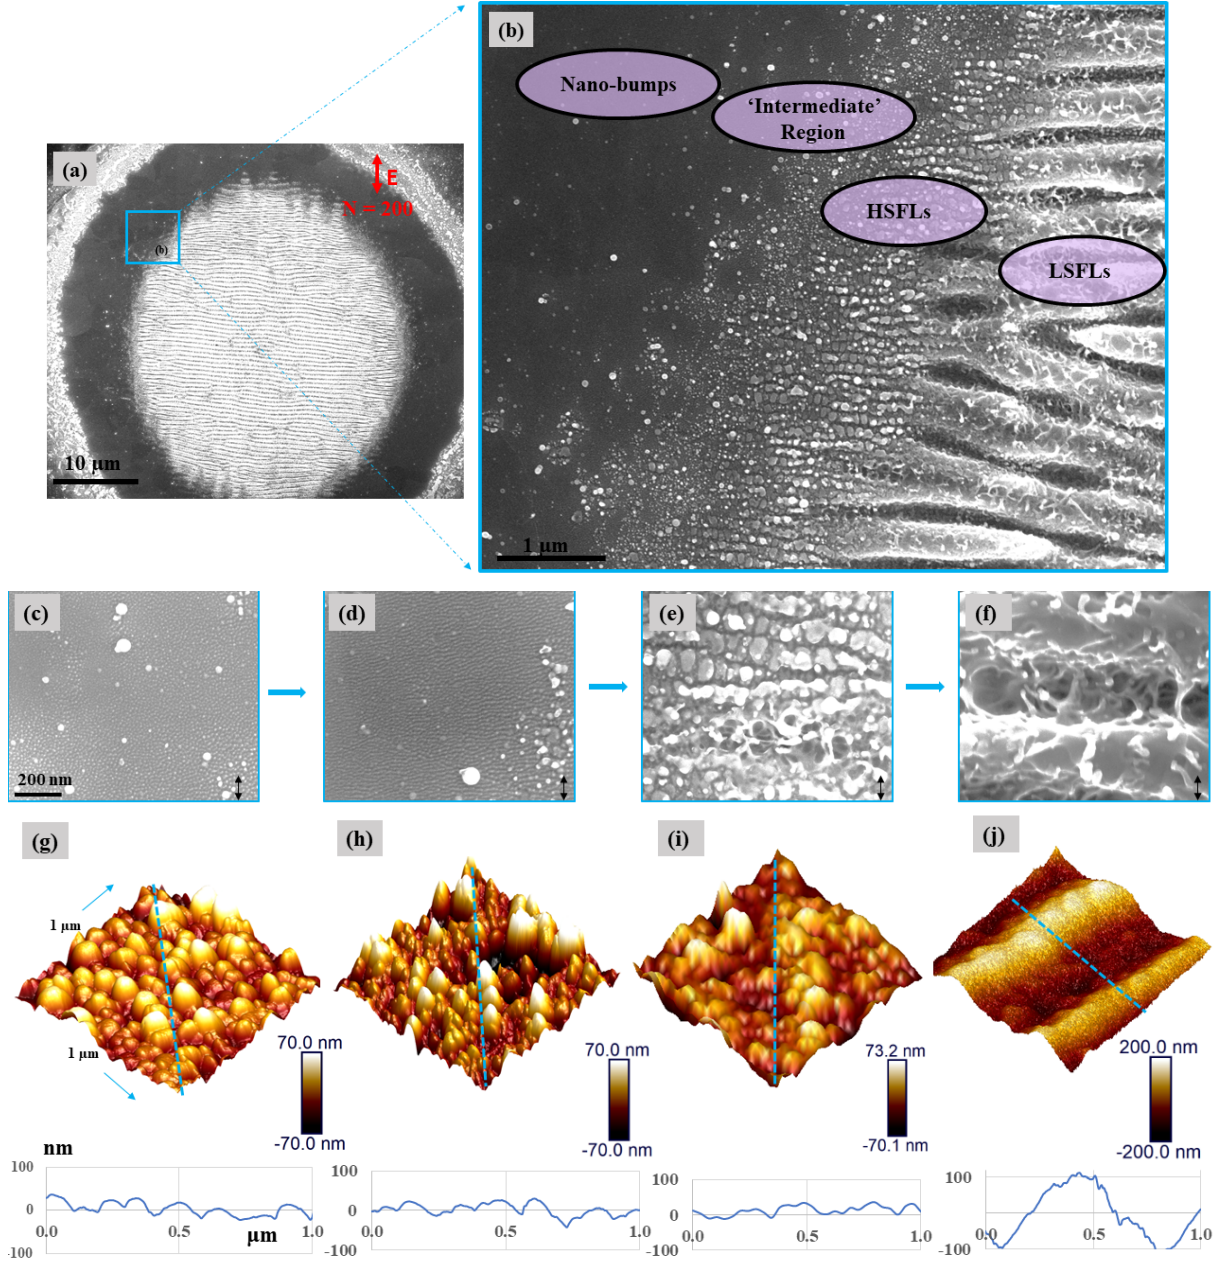 (a)
E
N = 200
(b)
10 μm
(b)
Nano-bumps
‘Intermediate’
Region
HSFLs
LSFLs
1 μm
(c)
200 nm
(d)
(e)
(f)
(g)
1 μm
1 μm
70.0 nm
-70.0 nm
(h)
70.0 nm
-70.0 nm
(i)
73.2 nm
-70.1 nm
(j)
200.0 nm
-200.0 nm
nm
100
0
-100
0.0
0.5
1.0
μm
100
0
-100
0.0
0.5
1.0
100
0
-100
0.0
0.5
1.0
100
0
-100
0.0
0.5
1.0